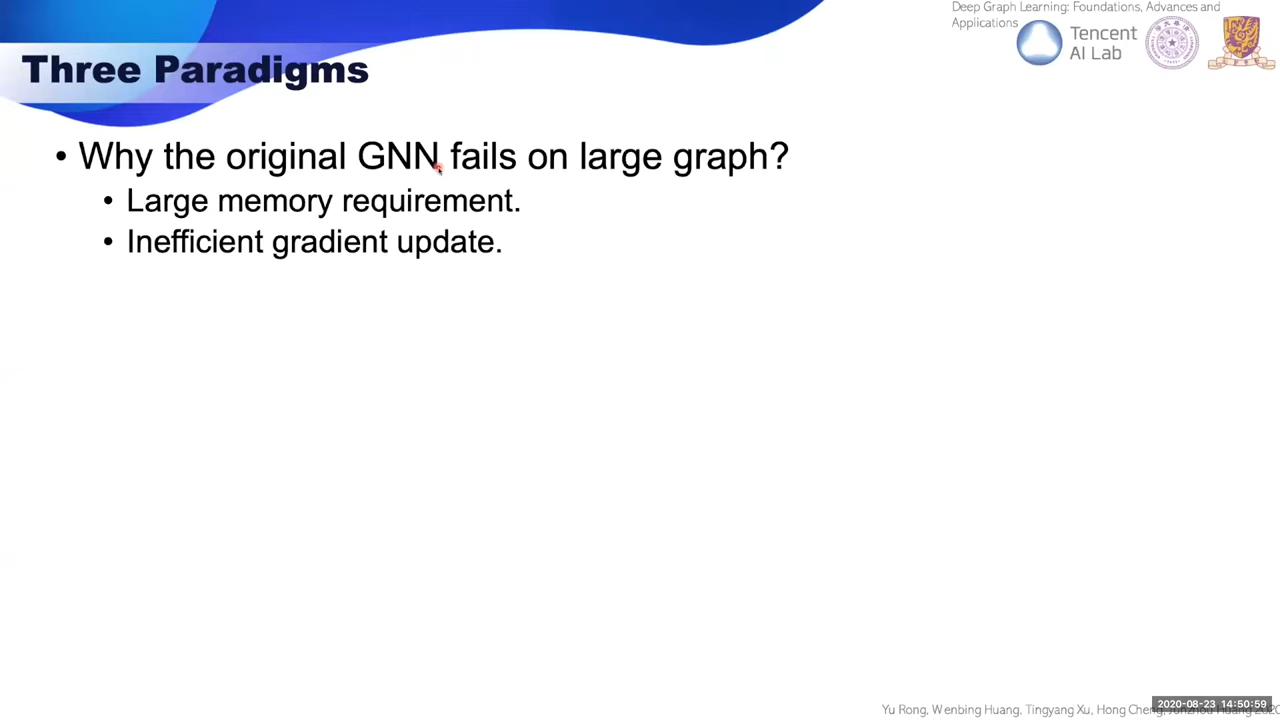 Deep Graph Learning: Foundations, Advances and
Applications
Tencent
AI Lab
Three Paradigms
• Why the original GNN fails on large graph?
• Large memory requirement.
• Inefficient gradient update.
2020-08-23 14:50:59
Yu Rong, Wenbing Huang, Tingyang Xu, Hong Cheng,